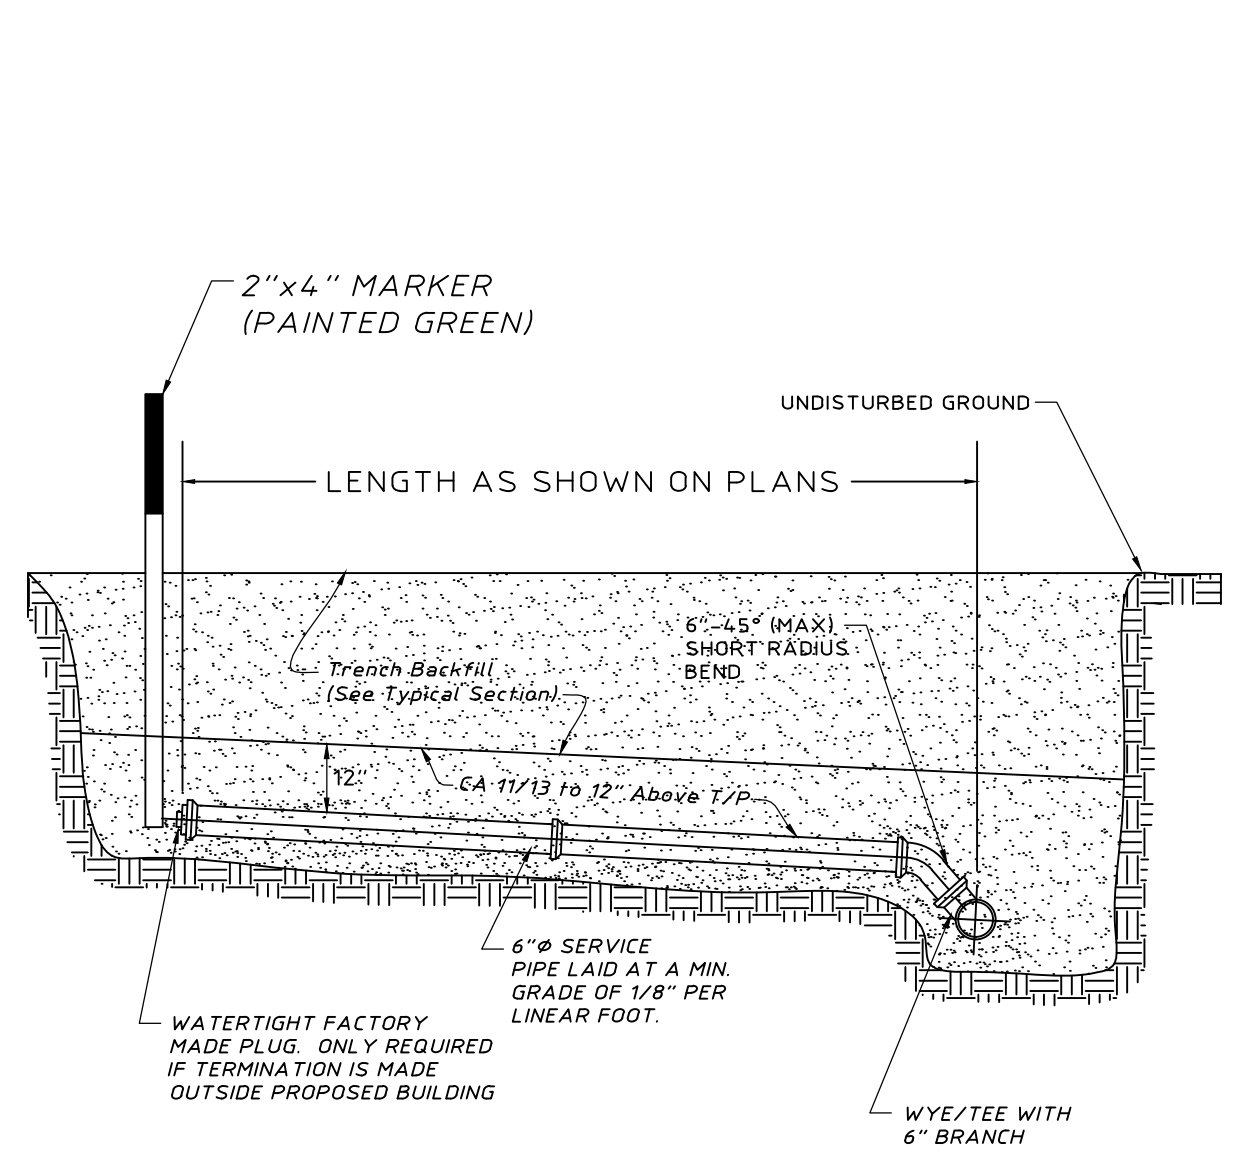 2"x4" MARKER
(PAINTED GREEN)
UNDISTURBED GROUND
LENGTH AS SHOWN ON PLANS
6"-45° (MAX)
SHORT RADIUS
BEND
Trench Backfill
(See Typical Section)
12"
CA 11/13 to 12" Above T/P
6"Ø SERVICE
PIPE LAID AT A MIN.
GRADE OF 1/8" PER
LINEAR FOOT.
WATERTIGHT FACTORY
MADE PLUG. ONLY REQUIRED
IF TERMINATION IS MADE
OUTSIDE PROPOSED BUILDING
WYE/TEE WITH
6" BRANCH